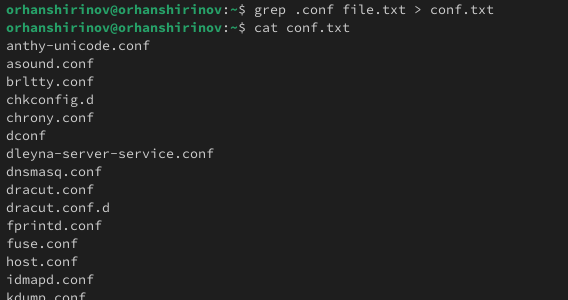 orhanshirinov@orhanshirinov:~$ grep .conf file.txt > conf.txt
orhanshirinov@orhanshirinov:~$ cat conf.txt
anthy-unicode.conf
asound.conf
brltty.conf
chkconfig.d
chrony.conf
dconf
dleyna-server-service.conf
dnsmasq.conf
dracut.conf
dracut.conf.d
fprintd.conf
fuse.conf
host.conf
idmapd.conf
kdump.conf